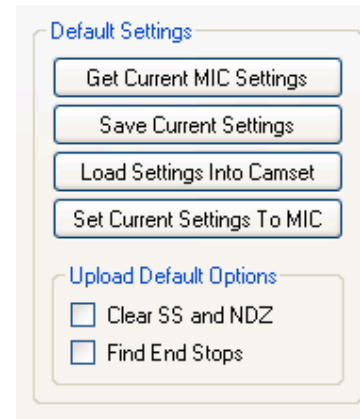 Default Settings
Get Current MIC Settings
Save Current Settings
Load Settings Into Camset
Set Current Settings To MIC
Upload Default Options
Clear SS and NDZ
Find End Stops